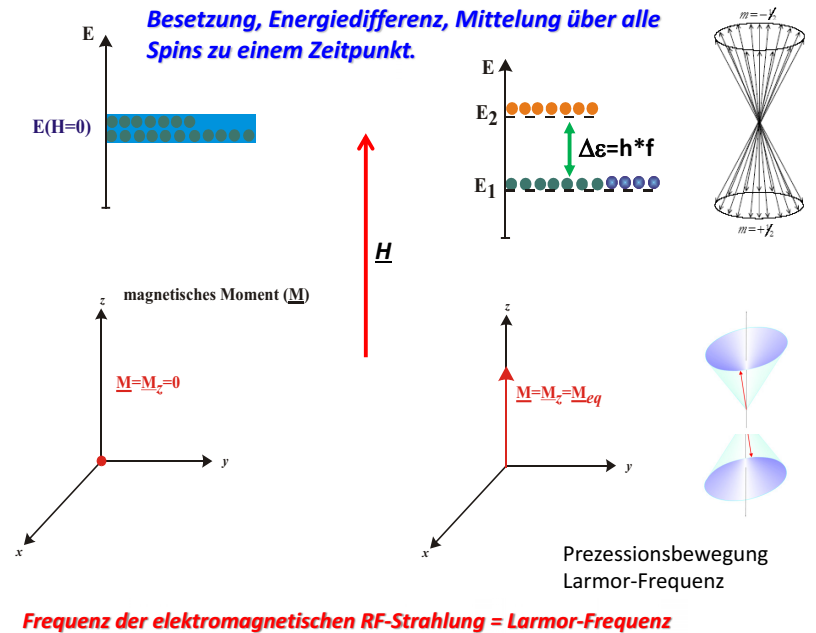 Besetzung, Energiedifferenz, Mittelung über alle
Spins zu einem Zeitpunkt.
E
E(H=0)
H
E
E2
Δε=h*f
E1
m=-1/2
m=+1/2
magnetisches Moment (M)
z
M=Mz=0
y
x
z
M=Mz=Meq
y
x
Prezessionsbewegung
Larmor-Frequenz
Frequenz der elektromagnetischen RF-Strahlung = Larmor-Frequenz